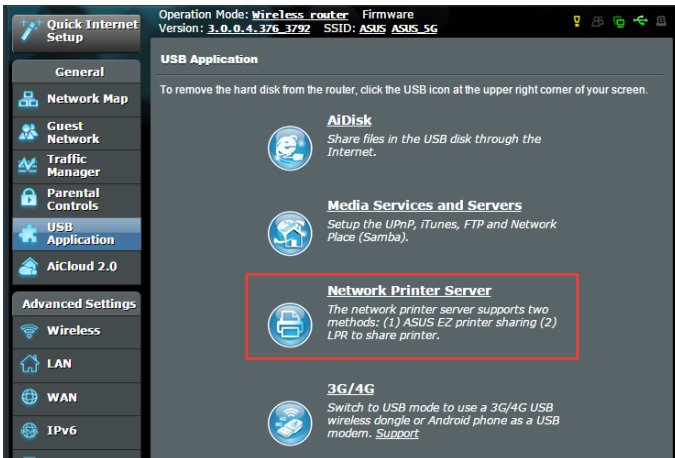 Quick Internet
Setup
General
Network Map
Guest
Network
Traffic
Manager
Parental
Controls
USB
Application
AiCloud 2.0
Advanced Settings
Wireless
LAN
WAN
IPv6
Operation Mode: Wireless router Firmware
Version: 3.0.0.4.376_3792 SSID: ASUS ASUS_5G
USB Application
To remove the hard disk from the router, click the USB icon at the upper right corner of your screen.
AiDisk
Share files in the USB disk through the
Internet.
Media Services and Servers
Setup the UPnP, iTunes, FTP and Network
Place (Samba).
Network Printer Server
The network printer server supports two
methods: (1) ASUS EZ printer sharing (2)
LPR to share printer.
3G/4G
Switch to USB mode to use a 3G/4G USB
wireless dongle or Android phone as a USB
modem. Support